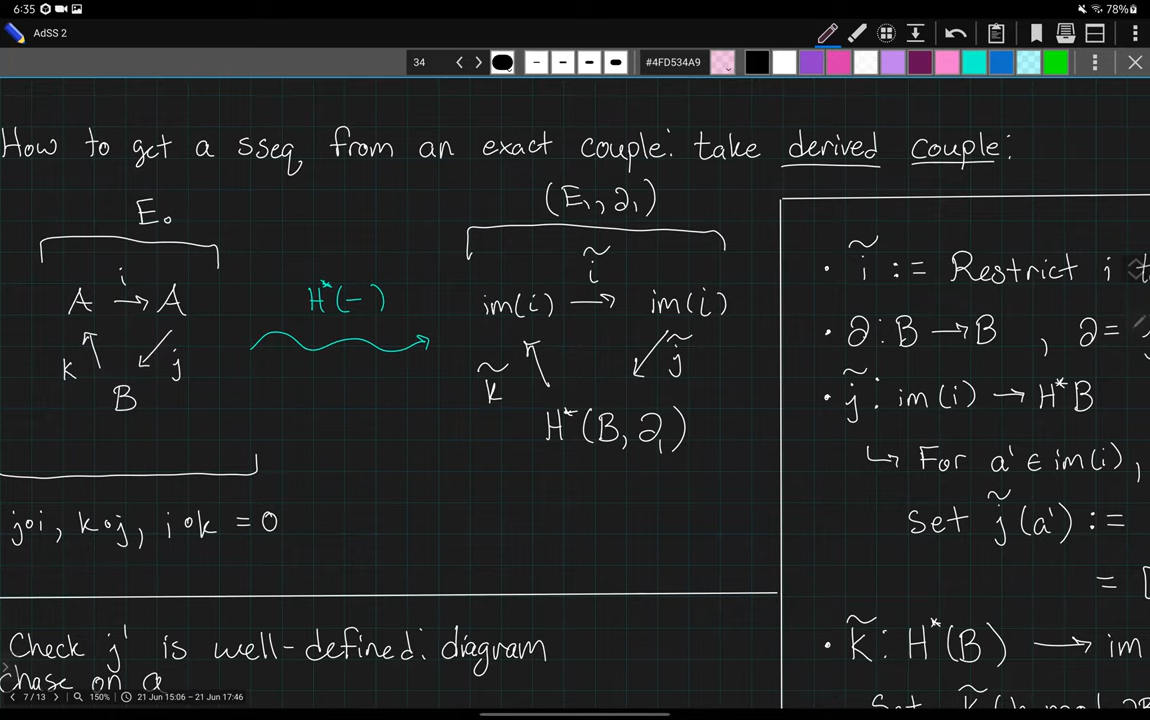 6:35
78%
AdSS 2
34
#4FD534A9
How to get a sseq from an exact couple: take derived couple:
E₀
(E₁, ∂₁)
i
A → A
k
j
B
H*(-)
ĩ
im(i) → im(i)
k̃
j̃
H*(B, ∂₁)
j∘i, k∘j, i∘k = 0
Check j' is well-defined: diagram
chase on a
• ĩ := Restrict i t
• ∂: B → B , ∂ =
• j̃: im(i) → H*B
↳ For a' ∈ im(i),
Set j̃(a') :=
= [
• k̃: H*(B) → im
Set k̃
7 / 13
150%
21 Jun 15:06 – 21 Jun 17:46